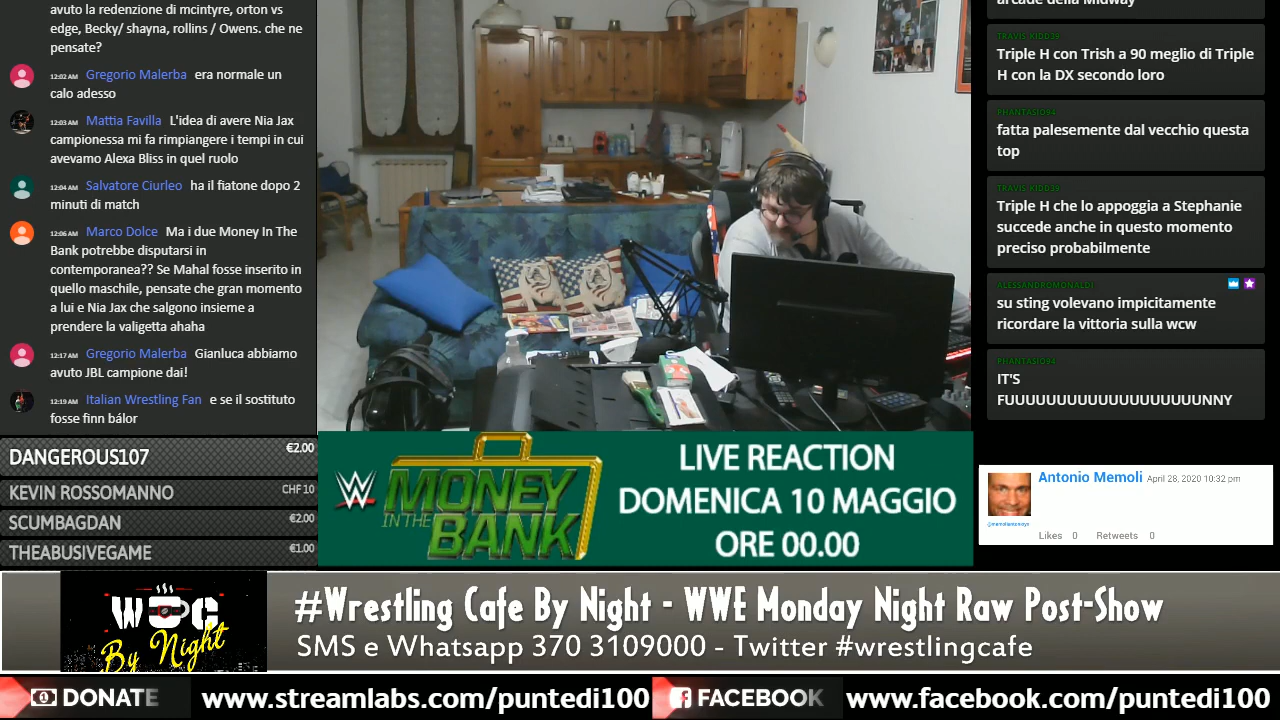 avuto la redenzione di mcintyre, orton vs
edge, Becky/ shayna, rollins / Owens. che ne
pensate?
12:02 AM Gregorio Malerba era normale un
calo adesso
12:03 AM Mattia Favilla L'idea di avere Nia Jax
campionessa mi fa rimpiangere i tempi in cui
avevamo Alexa Bliss in quel ruolo
12:04 AM Salvatore Ciurleo ha il fiatone dopo 2
minuti di match
12:06 AM Marco Dolce Ma i due Money In The
Bank potrebbe disputarsi in
contemporanea?? Se Mahal fosse inserito in
quello maschile, pensate che gran momento
a lui e Nia Jax che salgono insieme a
prendere la valigetta ahaha
12:17 AM Gregorio Malerba Gianluca abbiamo
avuto JBL campione dai!
12:19 AM Italian Wrestling Fan e se il sostituto
fosse finn bálor
DANGEROUS107 €2.00
KEVIN ROSSOMANNO CHF 10
SCUMBAGDAN €2.00
THEABUSIVEGAME €1.00
arcade della Midway
TRAVIS_KIDD39
Triple H con Trish a 90 meglio di Triple
H con la DX secondo loro
PHANTASIO94
fatta palesemente dal vecchio questa
top
TRAVIS_KIDD39
Triple H che lo appoggia a Stephanie
succede anche in questo momento
preciso probabilmente
ALESSANDROMONALDI
su sting volevano impicitamente
ricordare la vittoria sulla wcw
PHANTASIO94
IT'S
FUUUUUUUUUUUUUUUUUUUNNY
W
MONEY
IN THE
BANK
LIVE REACTION
DOMENICA 10 MAGGIO
ORE 00.00
Antonio Memoli April 28, 2020 10:32 pm
Likes 0 Retweets 0
WC
By Night
#Wrestling Cafe By Night - WWE Monday Night Raw Post-Show
SMS e Whatsapp 370 3109000 - Twitter #wrestlingcafe
DONATE www.streamlabs.com/puntedi100 FACEBOOK www.facebook.com/puntedi100